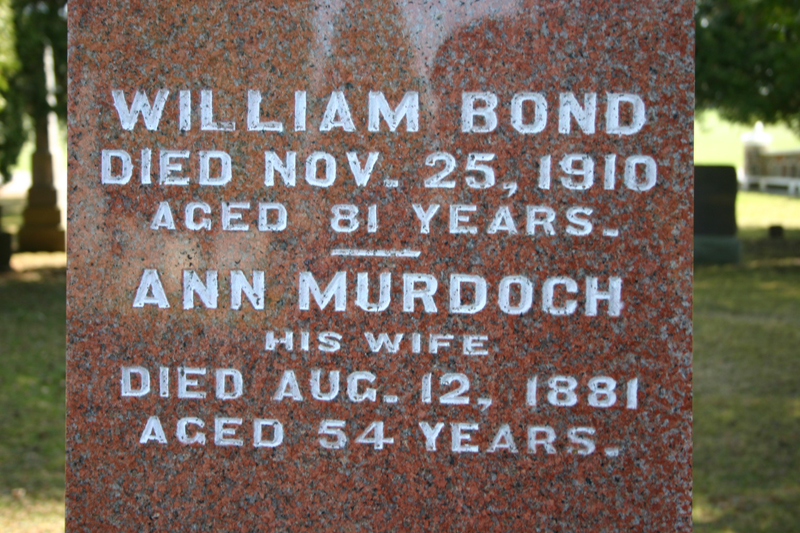 WILLIAM BOND
DIED NOV. 25, 1910
AGED 81 YEARS.
ANN MURDOCH
HIS WIFE
DIED AUG. 12, 1881
AGED 54 YEARS.